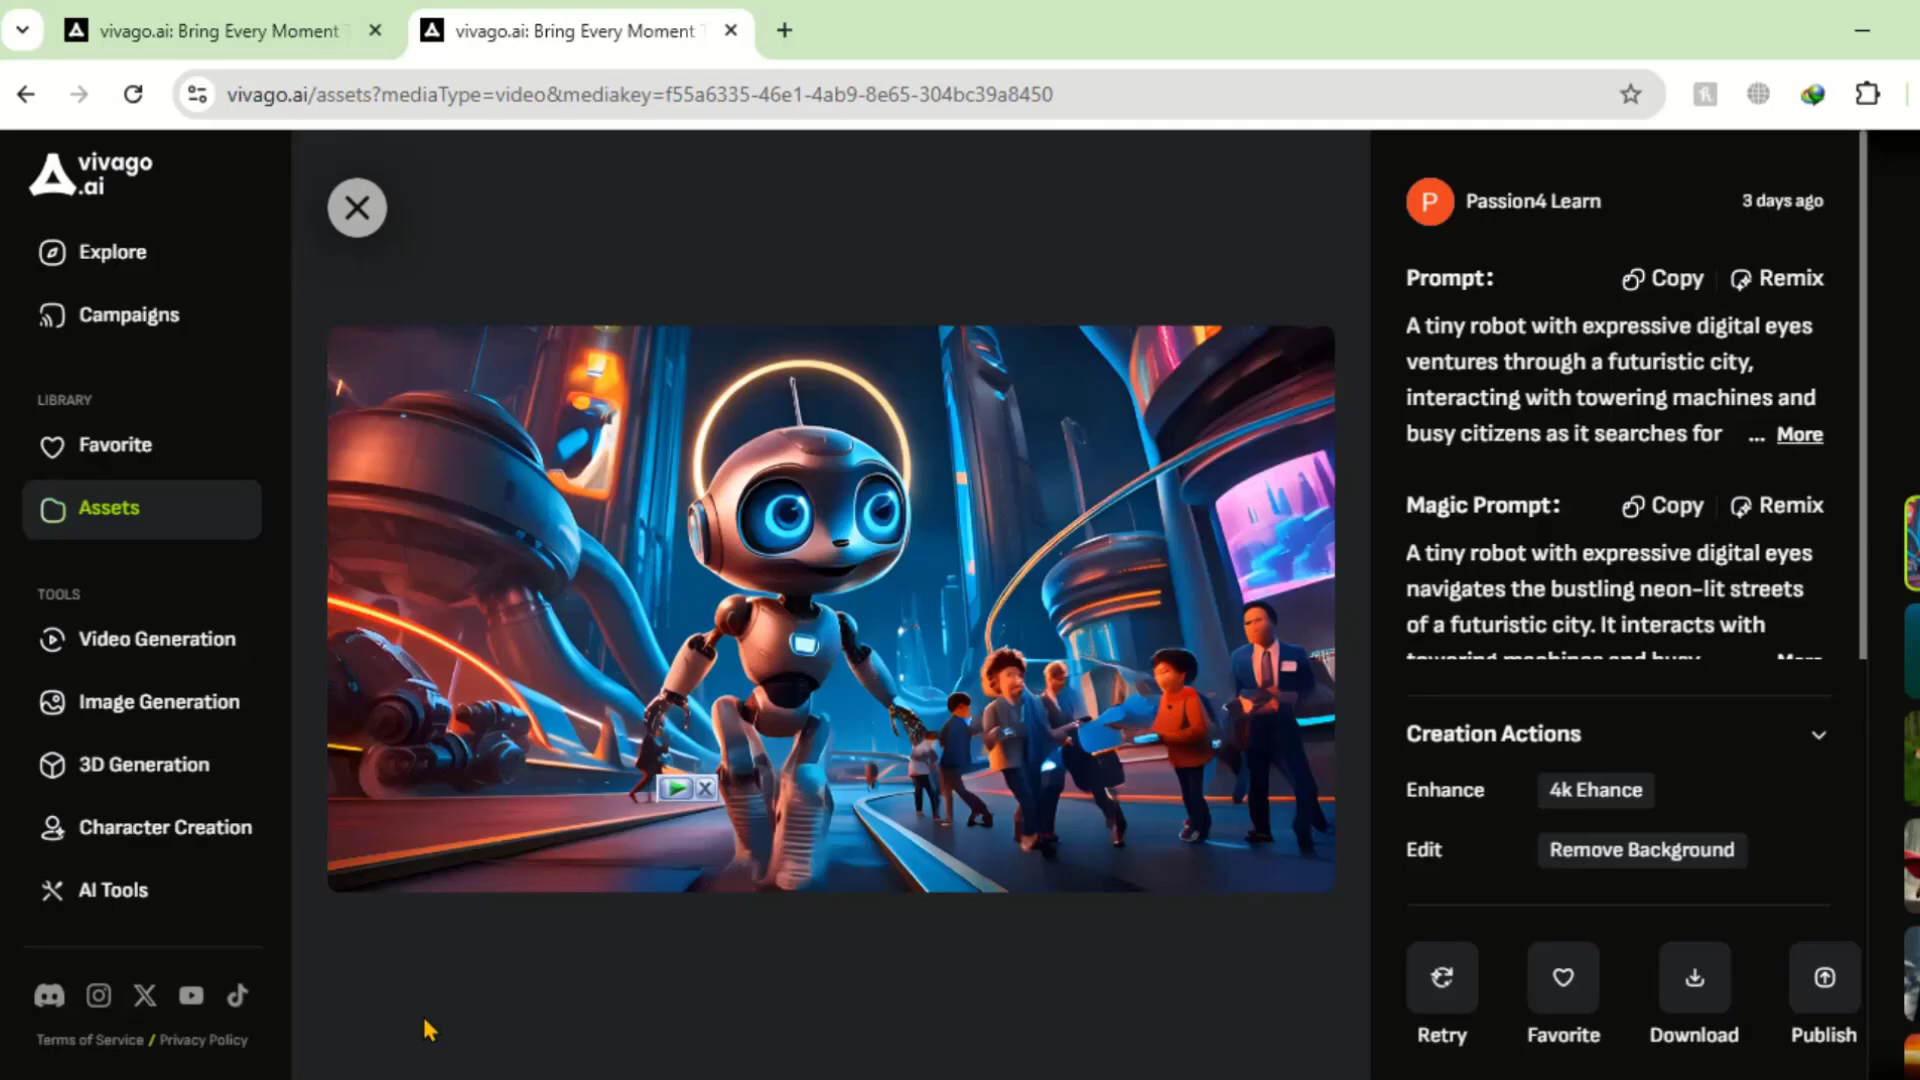 vivago.ai: Bring Every Moment
vivago.ai: Bring Every Moment
vivago.ai/assets?mediaType=video&mediakey=f55a6335-46e1-4ab9-8e65-304bc39a8450
vivago
.ai
Explore
Campaigns
LIBRARY
Favorite
Assets
TOOLS
Video Generation
Image Generation
3D Generation
Character Creation
AI Tools
Terms of Service / Privacy Policy
P Passion4 Learn 3 days ago
Prompt: Copy Remix
A tiny robot with expressive digital eyes
ventures through a futuristic city,
interacting with towering machines and
busy citizens as it searches for ... More
Magic Prompt: Copy Remix
A tiny robot with expressive digital eyes
navigates the bustling neon-lit streets
of a futuristic city. It interacts with
towering machines and busy More
Creation Actions
Enhance 4k Ehance
Edit Remove Background
Retry Favorite Download Publish